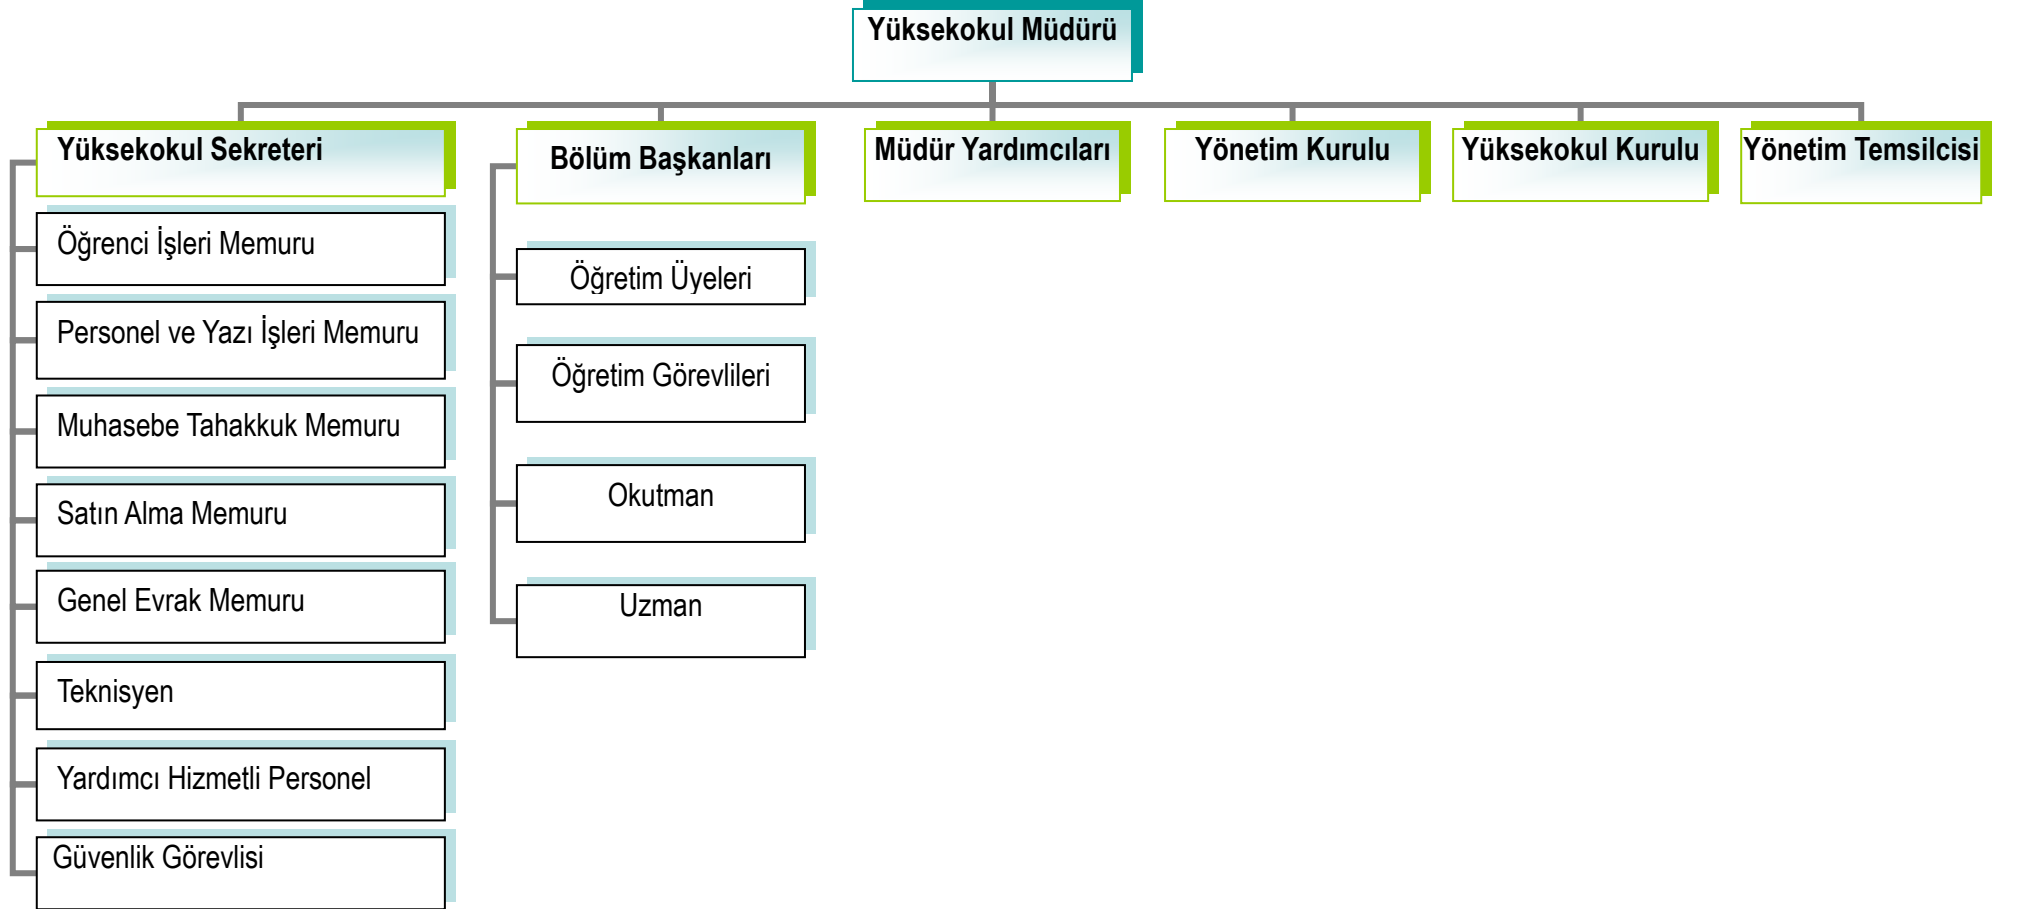 Yüksekokul Müdürü
Yüksekokul Sekreteri
Bölüm Başkanları
Müdür Yardımcıları
Yönetim Kurulu
Yüksekokul Kurulu
Yönetim Temsilcisi
Öğrenci İşleri Memuru
Personel ve Yazı İşleri Memuru
Muhasebe Tahakkuk Memuru
Satın Alma Memuru
Genel Evrak Memuru
Teknisyen
Yardımcı Hizmetli Personel
Güvenlik Görevlisi
Öğretim Üyeleri
Öğretim Görevlileri
Okutman
Uzman